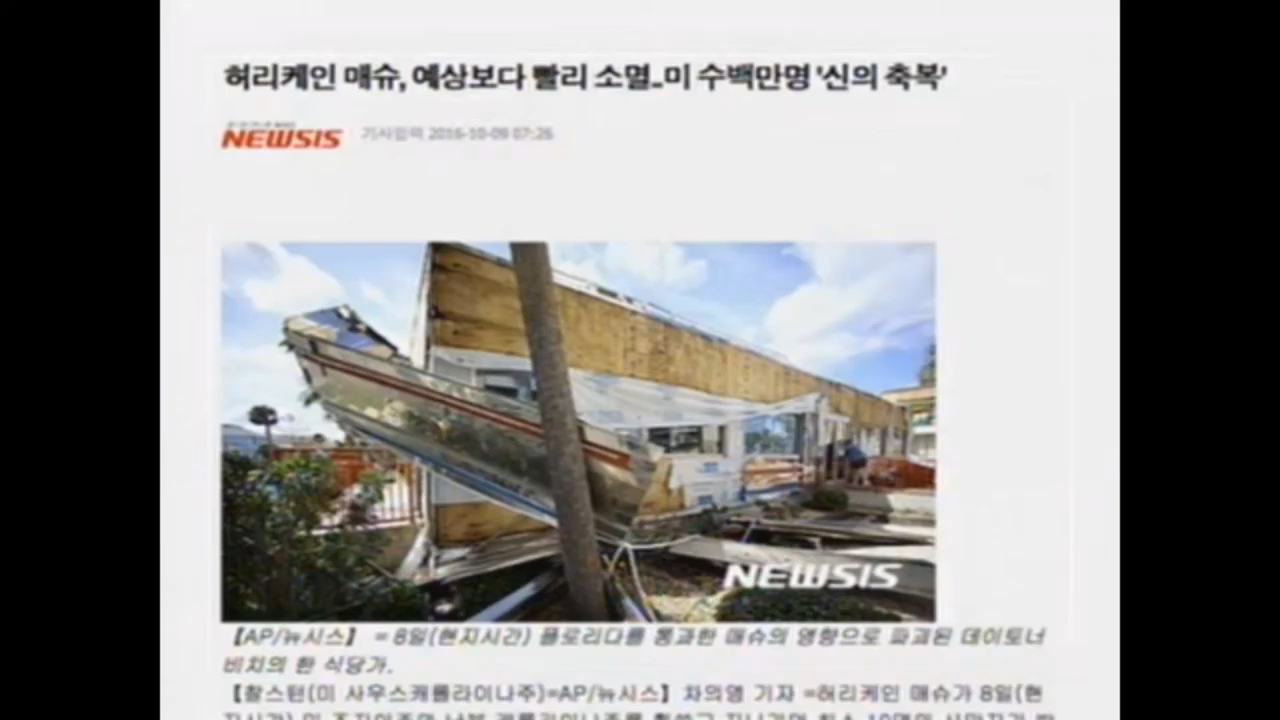 허리케인 매슈, 예상보다 빨리 소멸..미 수백만명 '신의 축복'
NEWSIS 기사입력 2016-10-09 07:26
NEWSIS
【AP/뉴시스】 = 8일(현지시간) 플로리다를 통과한 매슈의 영향으로 파괴된 데이토너
비치의 한 식당가.
【찰스턴(미 사우스캐롤라이나주)=AP/뉴시스】 차의영 기자 =허리케인 매슈가 8일(현